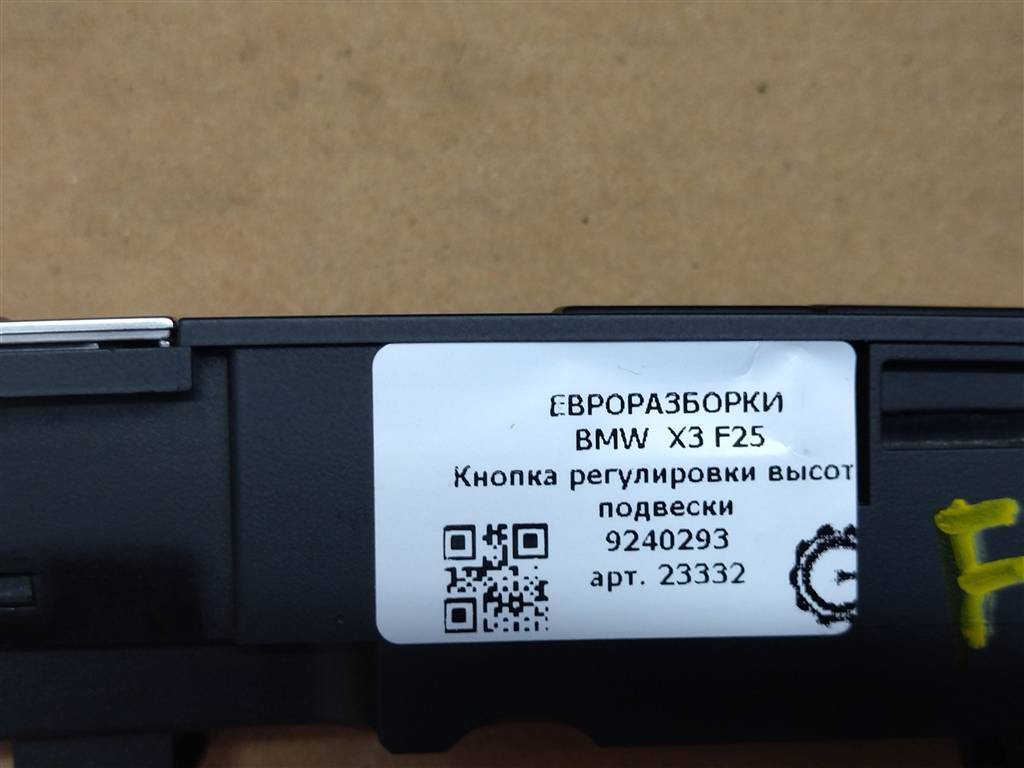 ЕВРОРАЗБОРКИ
BMW X3 F25
Кнопка регулировки высот
подвески
9240293
арт. 23332